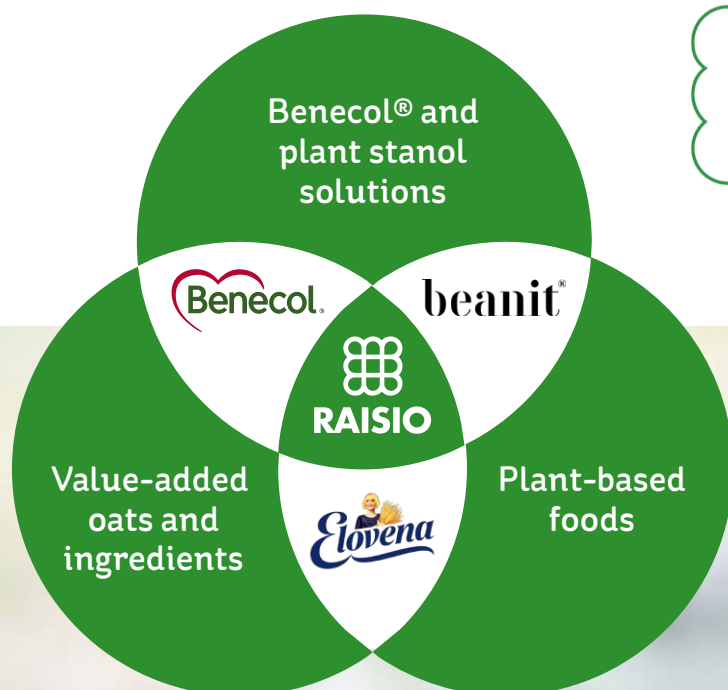 Benecol® and
plant stanol
solutions
Benecol®
beanit®
RAISIO
Value-added
oats and
ingredients
Plant-based
foods
Elovena